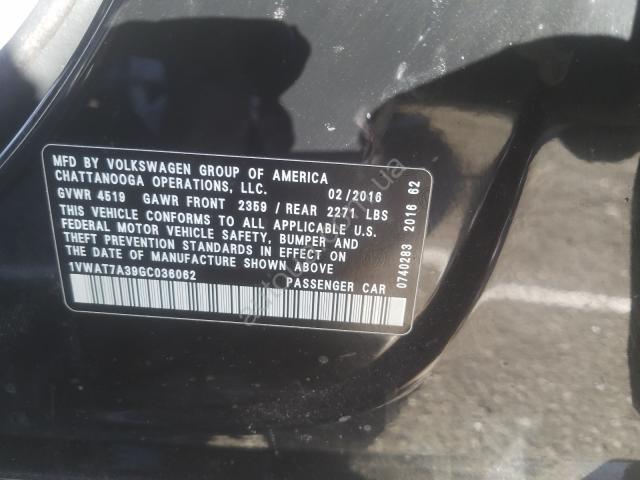 MFD BY VOLKSWAGEN GROUP OF AMERICA
CHATTANOOGA OPERATIONS, LLC. 02/2016
GVWR 4519 GAWR FRONT 2359 / REAR 2271 LBS
THIS VEHICLE CONFORMS TO ALL APPLICABLE U.S.
FEDERAL MOTOR VEHICLE SAFETY, BUMPER AND
THEFT PREVENTION STANDARDS IN EFFECT ON
THE DATE OF MANUFACTURE SHOWN ABOVE
1VWAT7A39GC036062 PASSENGER CAR
0740283 2016 62